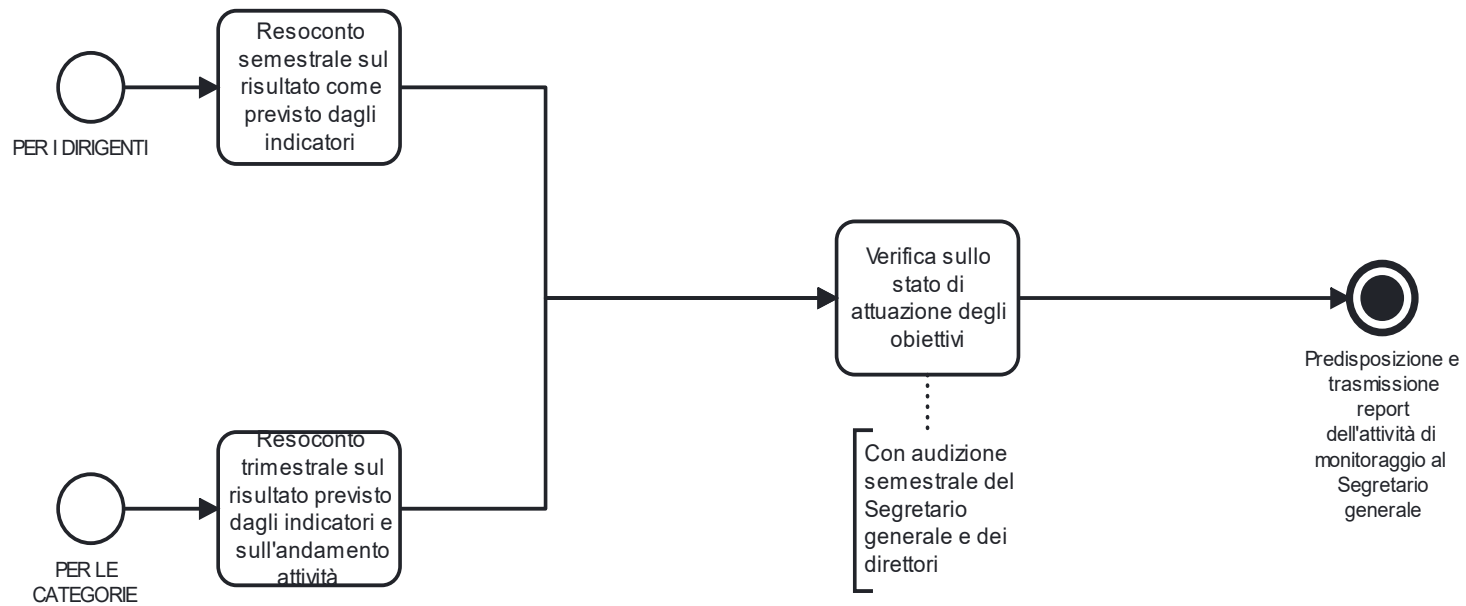 Resoconto
semestrale sul
risultato come
previsto dagli
indicatori
PER I DIRIGENTI
Verifica sullo
stato di
attuazione degli
obiettivi
Predisposizione e
trasmissione
report
dell'attività di
monitoraggio al
Segretario
generale
Resoconto
trimestrale sul
risultato previsto
dagli indicatori e
sull'andamento
attività
PER LE
CATEGORIE
Con audizione
semestrale del
Segretario
generale e dei
direttori